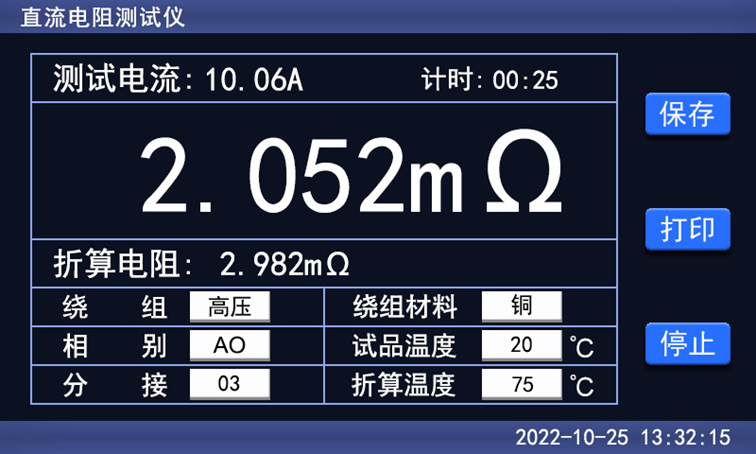 直流电阻测试仪
测试电流: 10.06A 计时: 00:25
2.052mΩ
折算电阻: 2.982mΩ
绕 组 高压 绕组材料 铜
相 别 AO 试品温度 20 ℃
分 接 03 折算温度 75 ℃
保存
打印
停止
2022-10-25 13:32:15